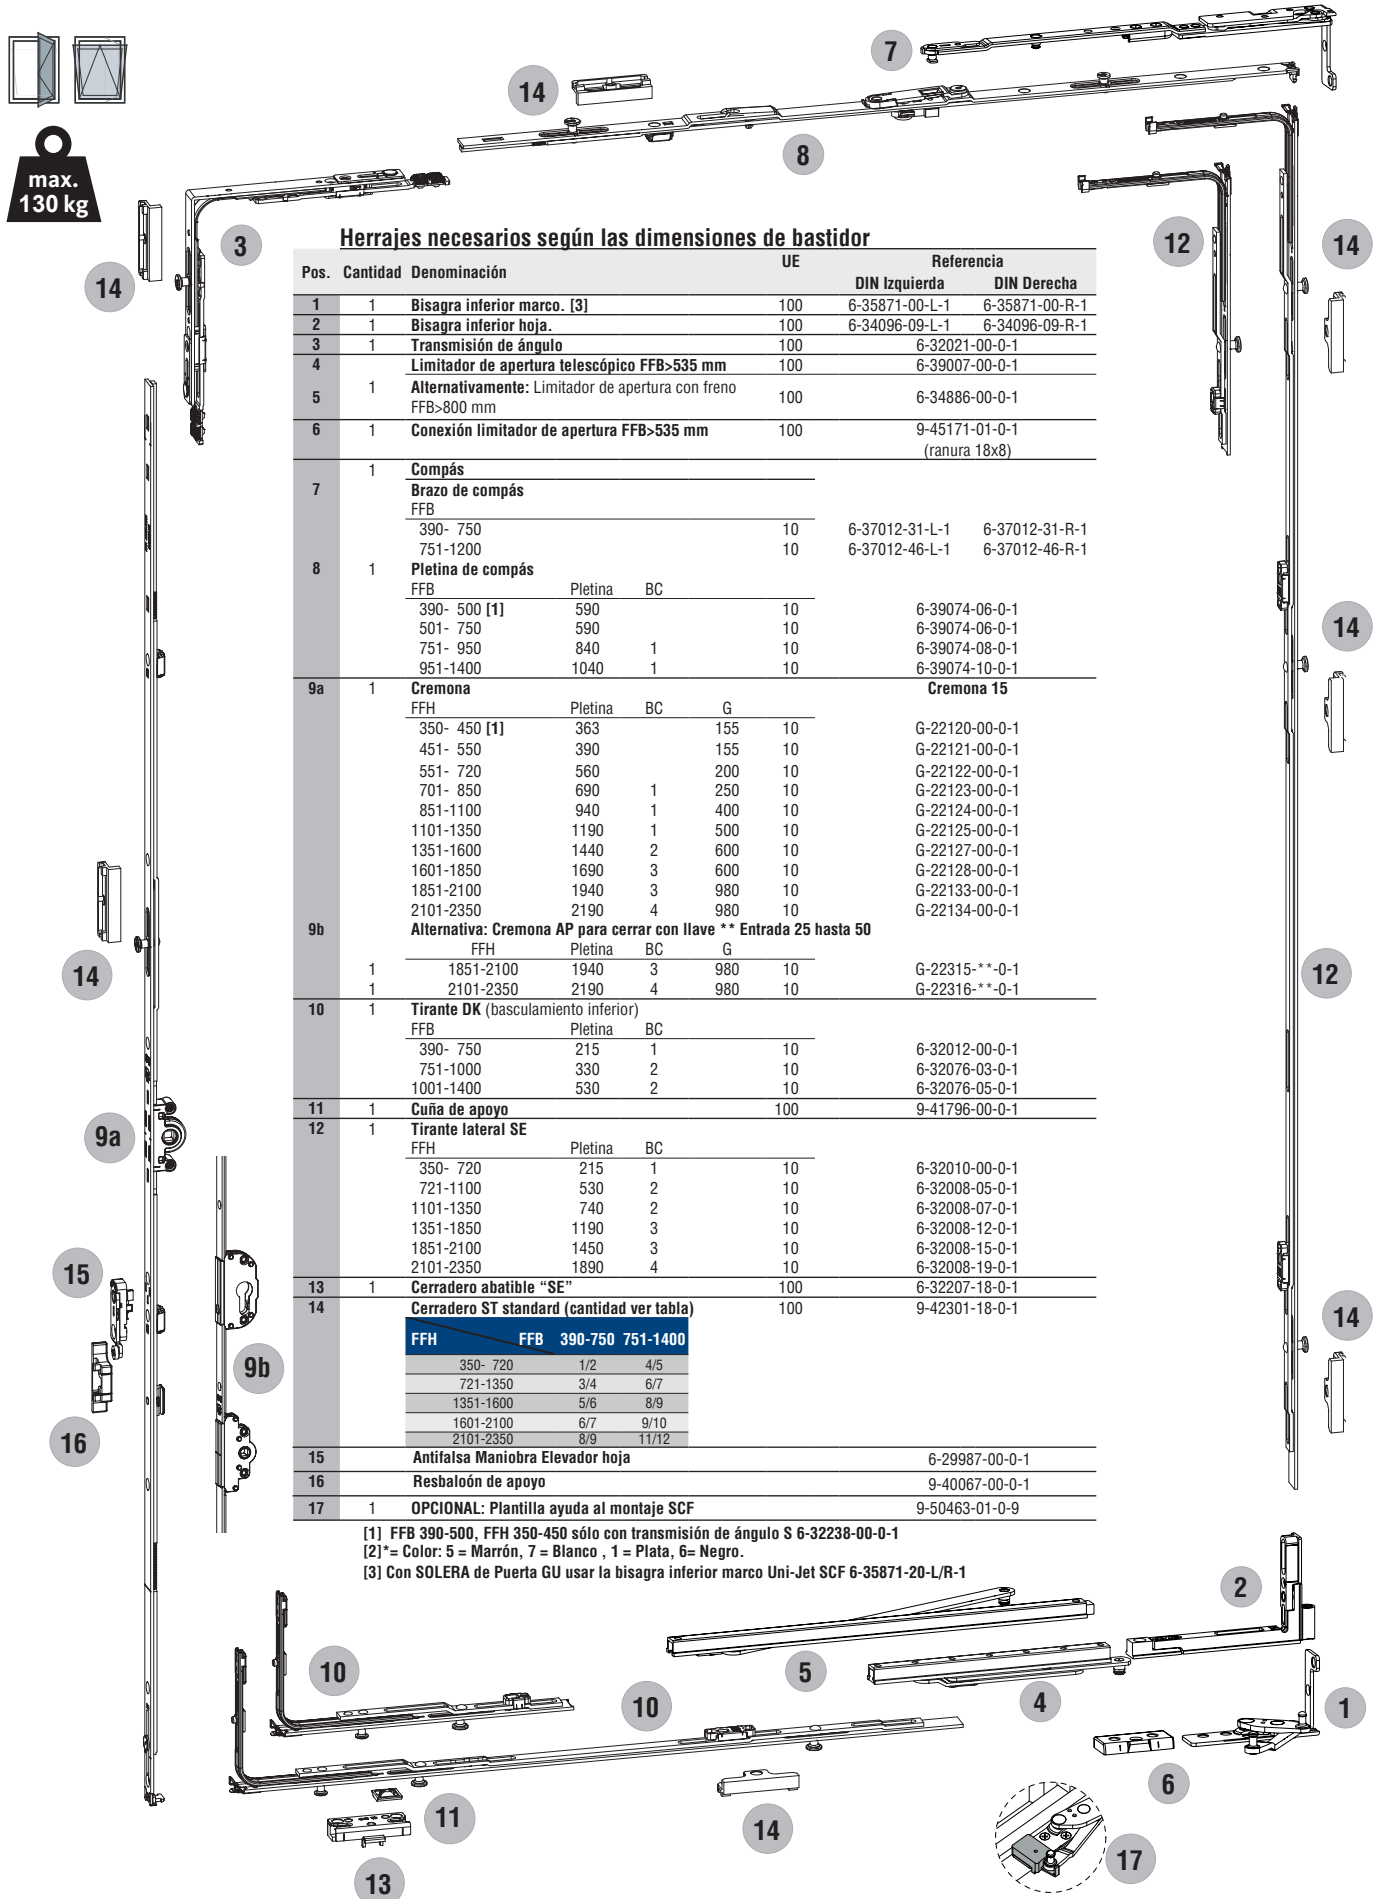 7
14
8
max.
130 kg
3
14
12
14
Herrajes necesarios según las dimensiones de bastidor
Pos. Cantidad Denominación UE Referencia
DIN Izquierda DIN Derecha
1 1 Bisagra inferior marco. [3] 100 6-35871-00-L-1 6-35871-00-R-1
2 1 Bisagra inferior hoja. 100 6-34096-09-L-1 6-34096-09-R-1
3 1 Transmisión de ángulo 100 6-32021-00-0-1
4 Limitador de apertura telescópico FFB>535 mm 100 6-39007-00-0-1
5 1 Alternativamente: Limitador de apertura con freno
FFB>800 mm 100 6-34886-00-0-1
6 1 Conexión limitador de apertura FFB>535 mm 100 9-45171-01-0-1
(ranura 18x8)
1 Compás
7 Brazo de compás
FFB
390- 750 10 6-37012-31-L-1 6-37012-31-R-1
751-1200 10 6-37012-46-L-1 6-37012-46-R-1
8 1 Pletina de compás
FFB Pletina BC
390- 500 [1] 590 10 6-39074-06-0-1
501- 750 590 10 6-39074-06-0-1
751- 950 840 1 10 6-39074-08-0-1
951-1400 1040 1 10 6-39074-10-0-1
9a 1 Cremona Cremona 15
FFH Pletina BC G
350- 450 [1] 363 155 10 G-22120-00-0-1
451- 550 390 155 10 G-22121-00-0-1
551- 720 560 200 10 G-22122-00-0-1
701- 850 690 1 250 10 G-22123-00-0-1
851-1100 940 1 400 10 G-22124-00-0-1
1101-1350 1190 1 500 10 G-22125-00-0-1
1351-1600 1440 2 600 10 G-22127-00-0-1
1601-1850 1690 3 600 10 G-22128-00-0-1
1851-2100 1940 3 980 10 G-22133-00-0-1
2101-2350 2190 4 980 10 G-22134-00-0-1
9b Alternativa: Cremona AP para cerrar con llave ** Entrada 25 hasta 50
FFH Pletina BC G
1 1851-2100 1940 3 980 10 G-22315-**-0-1
1 2101-2350 2190 4 980 10 G-22316-**-0-1
10 1 Tirante DK (basculamiento inferior)
FFB Pletina BC
390- 750 215 1 10 6-32012-00-0-1
751-1000 330 2 10 6-32076-03-0-1
1001-1400 530 2 10 6-32076-05-0-1
11 1 Cuña de apoyo 100 9-41796-00-0-1
12 1 Tirante lateral SE
FFH Pletina BC
350- 720 215 1 10 6-32010-00-0-1
721-1100 530 2 10 6-32008-05-0-1
1101-1350 740 2 10 6-32008-07-0-1
1351-1850 1190 3 10 6-32008-12-0-1
1851-2100 1450 3 10 6-32008-15-0-1
2101-2350 1890 4 10 6-32008-19-0-1
13 1 Cerradero abatible “SE” 100 6-32207-18-0-1
14 Cerradero ST standard (cantidad ver tabla) 100 9-42301-18-0-1
FFH FFB 390-750 751-1400
350- 720 1/2 4/5
721-1350 3/4 6/7
1351-1600 5/6 8/9
1601-2100 6/7 9/10
2101-2350 8/9 11/12
15 Antifalsa Maniobra Elevador hoja 6-29987-00-0-1
16 Resbaloón de apoyo 9-40067-00-0-1
17 1 OPCIONAL: Plantilla ayuda al montaje SCF 9-50463-01-0-9
[1] FFB 390-500, FFH 350-450 sólo con transmisión de ángulo S 6-32238-00-0-1
[2]*= Color: 5 = Marrón, 7 = Blanco , 1 = Plata, 6= Negro.
[3] Con SOLERA de Puerta GU usar la bisagra inferior marco Uni-Jet SCF 6-35871-20-L/R-1
14
14
12
9a
15
14
9b
16
2
10
5
10
4
1
6
11
14
17
13